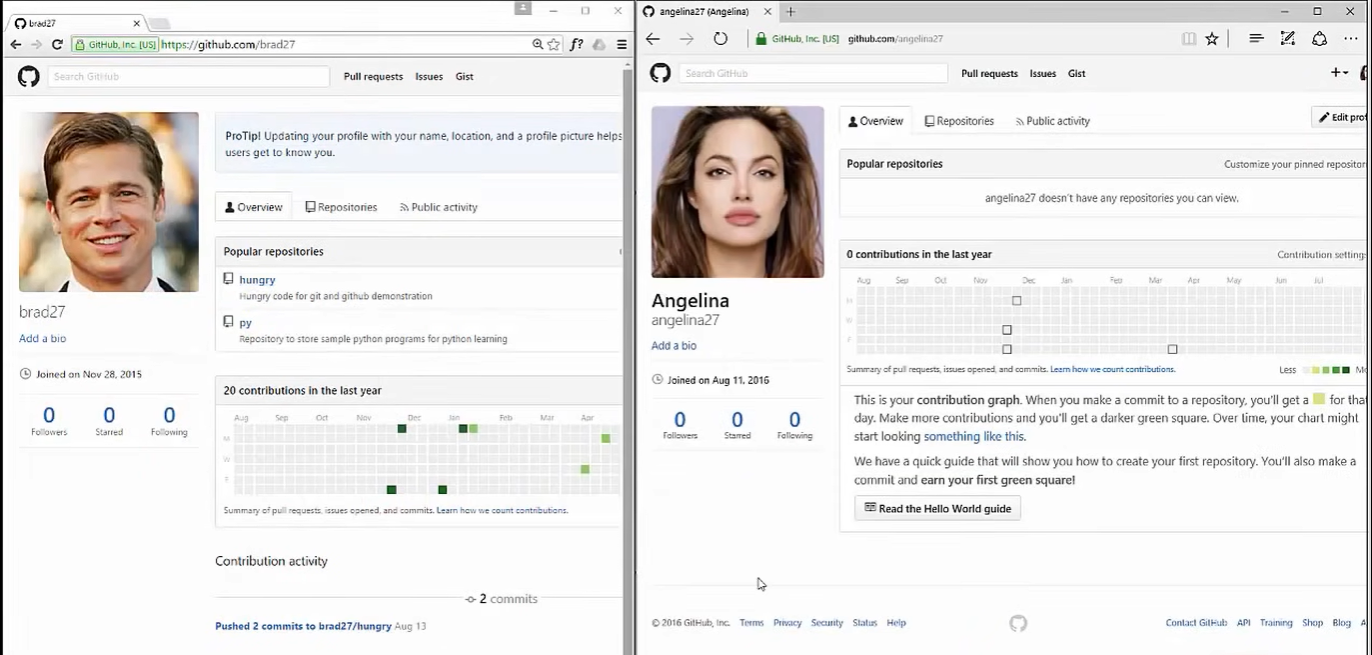 brad27
GitHub, Inc. [US] https://github.com/brad27
Search GitHub
Pull requests Issues Gist
ProTip! Updating your profile with your name, location, and a profile picture helps
users get to know you.
Overview Repositories Public activity
Popular repositories
hungry
Hungry code for git and github demonstration
py
Repository to store sample python programs for python learning
brad27
Add a bio
Joined on Nov 28, 2015
0 0 0
Followers Starred Following
20 contributions in the last year
Aug Sep Oct Nov Dec Jan Feb Mar Apr
M
W
F
Summary of pull requests, issues opened, and commits. Learn how we count contributions.
Contribution activity
2 commits
Pushed 2 commits to brad27/hungry Aug 13
angelina27 (Angelina)
GitHub, Inc. [US] github.com/angelina27
Search GitHub
Pull requests Issues Gist
Overview Repositories Public activity
Edit prof
Popular repositories Customize your pinned repositor
angelina27 doesn't have any repositories you can view.
Angelina
angelina27
Add a bio
Joined on Aug 11, 2016
0 0 0
Followers Starred Following
0 contributions in the last year Contribution settings
Aug Sep Oct Nov Dec Jan Feb Mar Apr May Jun Jul
M
W
F
Summary of pull requests, issues opened, and commits. Learn how we count contributions.
Less Mo
This is your contribution graph. When you make a commit to a repository, you'll get a for that
day. Make more contributions and you'll get a darker green square. Over time, your chart might
start looking something like this.
We have a quick guide that will show you how to create your first repository. You'll also make a
commit and earn your first green square!
Read the Hello World guide
© 2016 GitHub, Inc. Terms Privacy Security Status Help
Contact GitHub API Training Shop Blog A